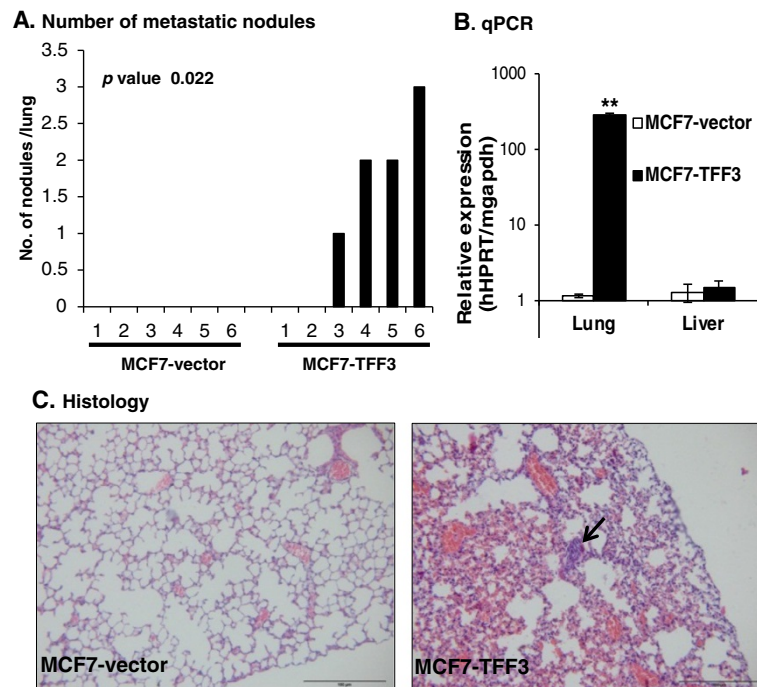 A. Number of metastatic nodules
No. of nodules /lung
3.5
3
2.5
2
1.5
1
0.5
0
p value 0.022
1 2 3 4 5 6 1 2 3 4 5 6
MCF7-vector MCF7-TFF3
B. qPCR
Relative expression
(hHPRT/mgapdh)
1000
100
10
1
**
MCF7-vector
MCF7-TFF3
Lung Liver
C. Histology
MCF7-vector
MCF7-TFF3